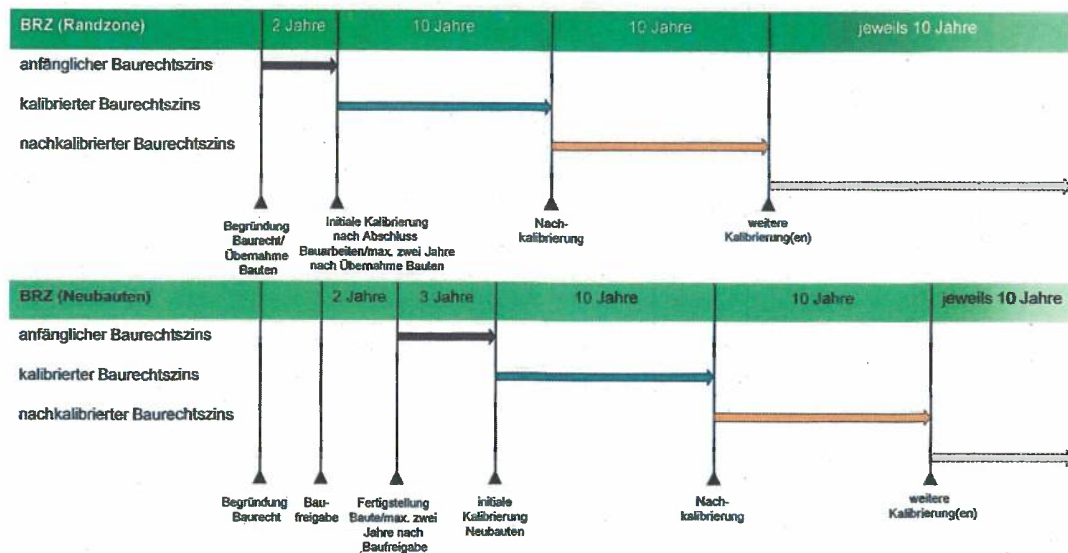 BRZ (Randzone) 2 Jahre 10 Jahre 10 Jahre jeweils 10 Jahre
anfänglicher Baurechtszins
kalibrierter Baurechtszins
nachkalibrierter Baurechtszins
Begründung
Baurecht/
Übernahme
Bauten
Initiale Kalibrierung
nach Abschluss
Bauarbeiten/max. zwei Jahre
nach Übernahme Bauten
Nach-
kalibrierung
weitere
Kalibrierung(en)
BRZ (Neubauten) 2 Jahre 3 Jahre 10 Jahre 10 Jahre jeweils 10 Jahre
anfänglicher Baurechtszins
kalibrierter Baurechtszins
nachkalibrierter Baurechtszins
Begründung
Baurecht
Bau-
freigabe
Fertigstellung
Baute/max. zwei
Jahre nach
Baufreigabe
initiale
Kalibrierung
Neubauten
Nach-
kalibrierung
weitere
Kalibrierung(en)